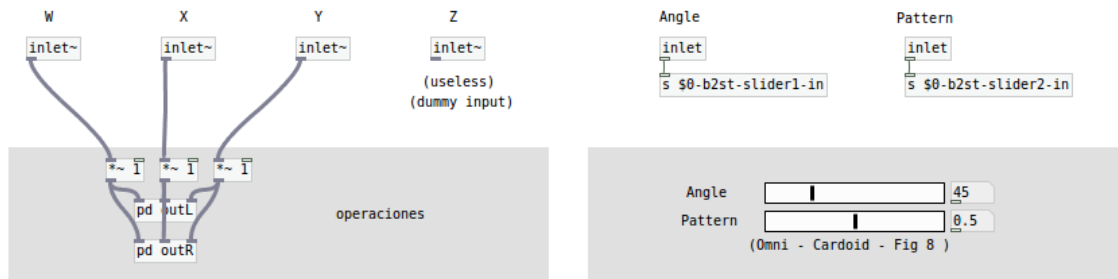 W X Y Z Angle Pattern
inlet~ inlet~ inlet~ inlet~ inlet inlet
(useless)
(dummy input)
s $0-b2st-slider1-in s $0-b2st-slider2-in
*~ 1 *~ 1 *~ 1
pd outL
operaciones
pd outR
Angle 45
Pattern 0.5
(Omni - Cardoid - Fig 8 )